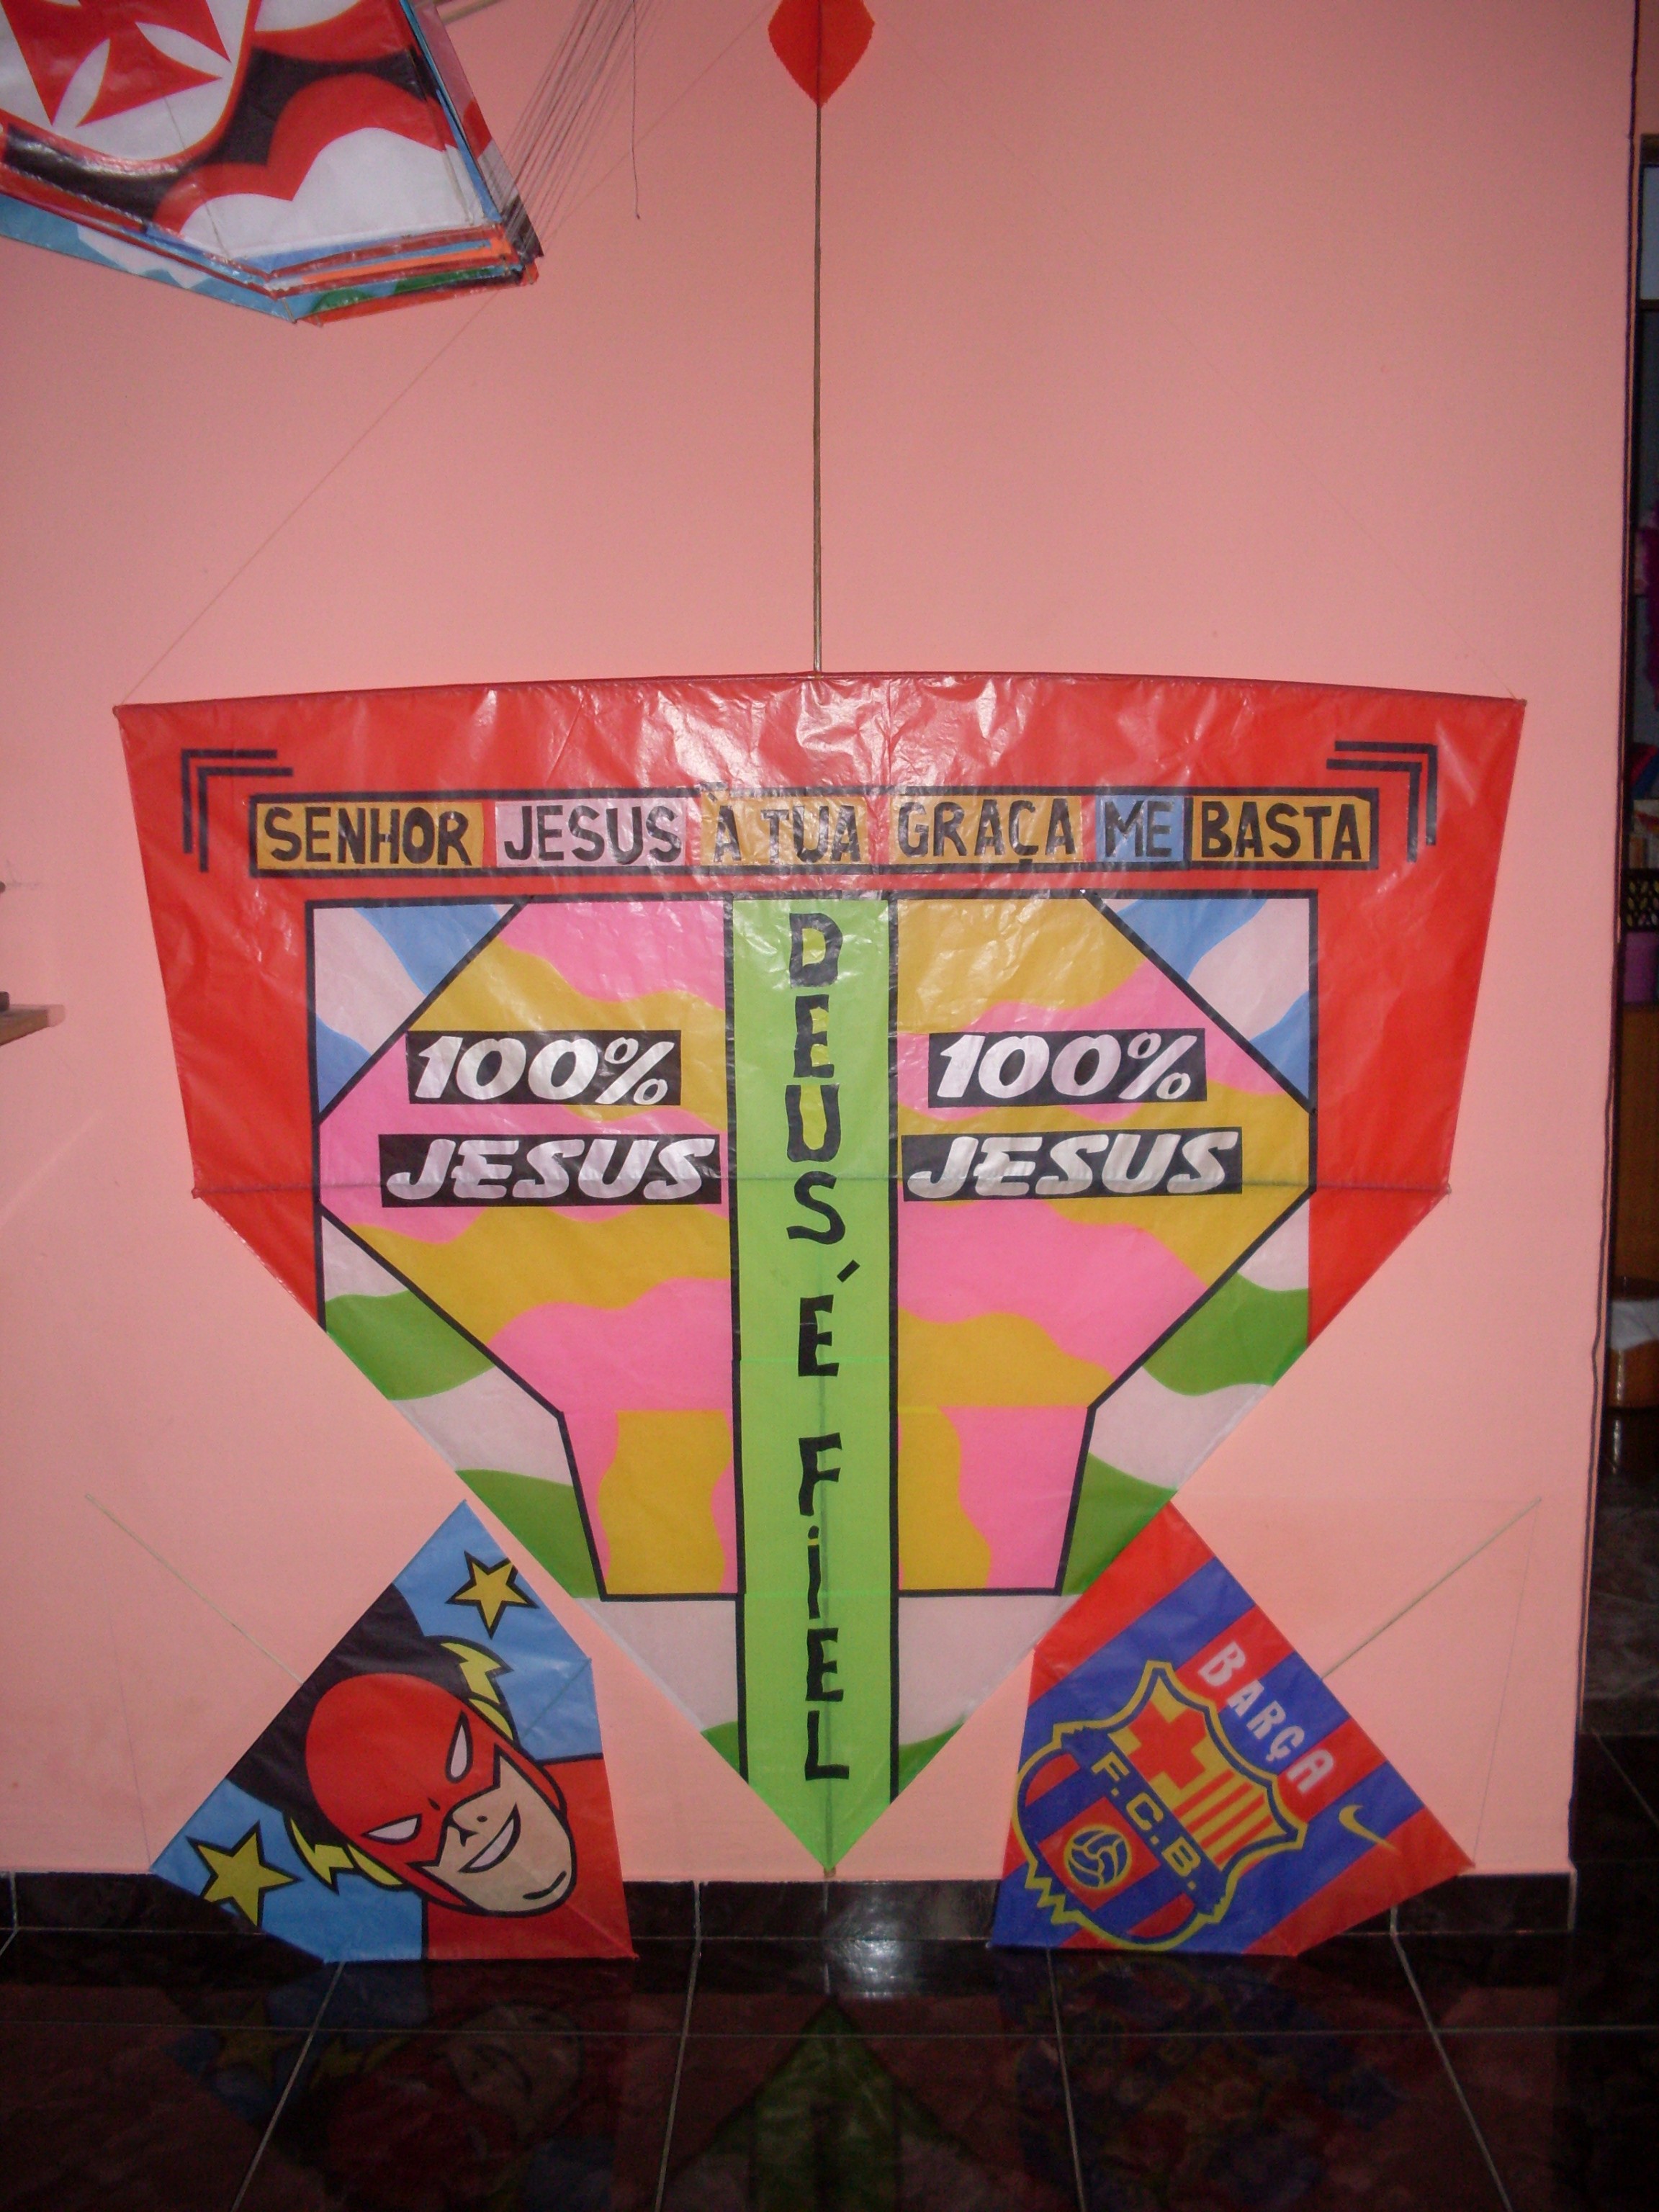 SENHOR JESUS A TUA GRAÇA ME BASTA
100%
JESUS
DEUS É FiEL
100%
JESUS
BARÇA
F.C.B.